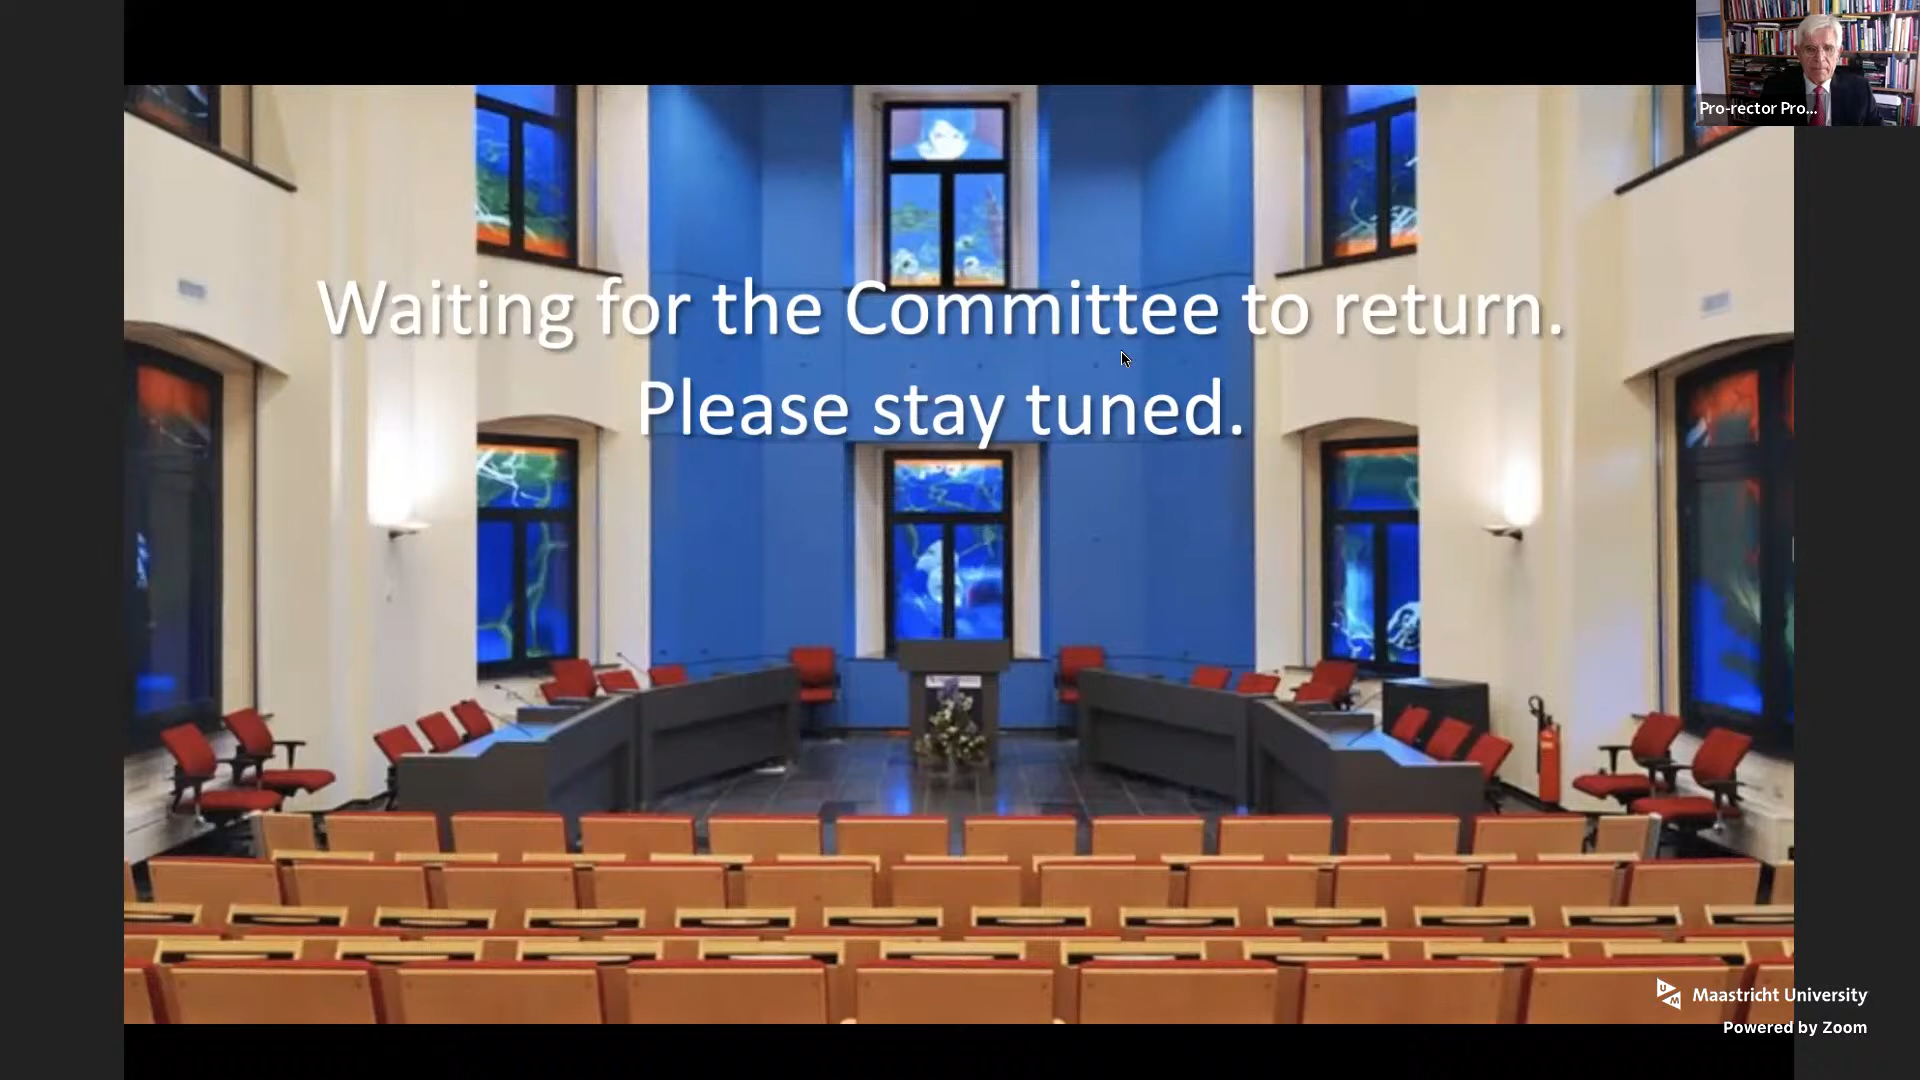 Pro-rector Pro...
Waiting for the Committee to return.
Please stay tuned.
Maastricht University
Powered by Zoom